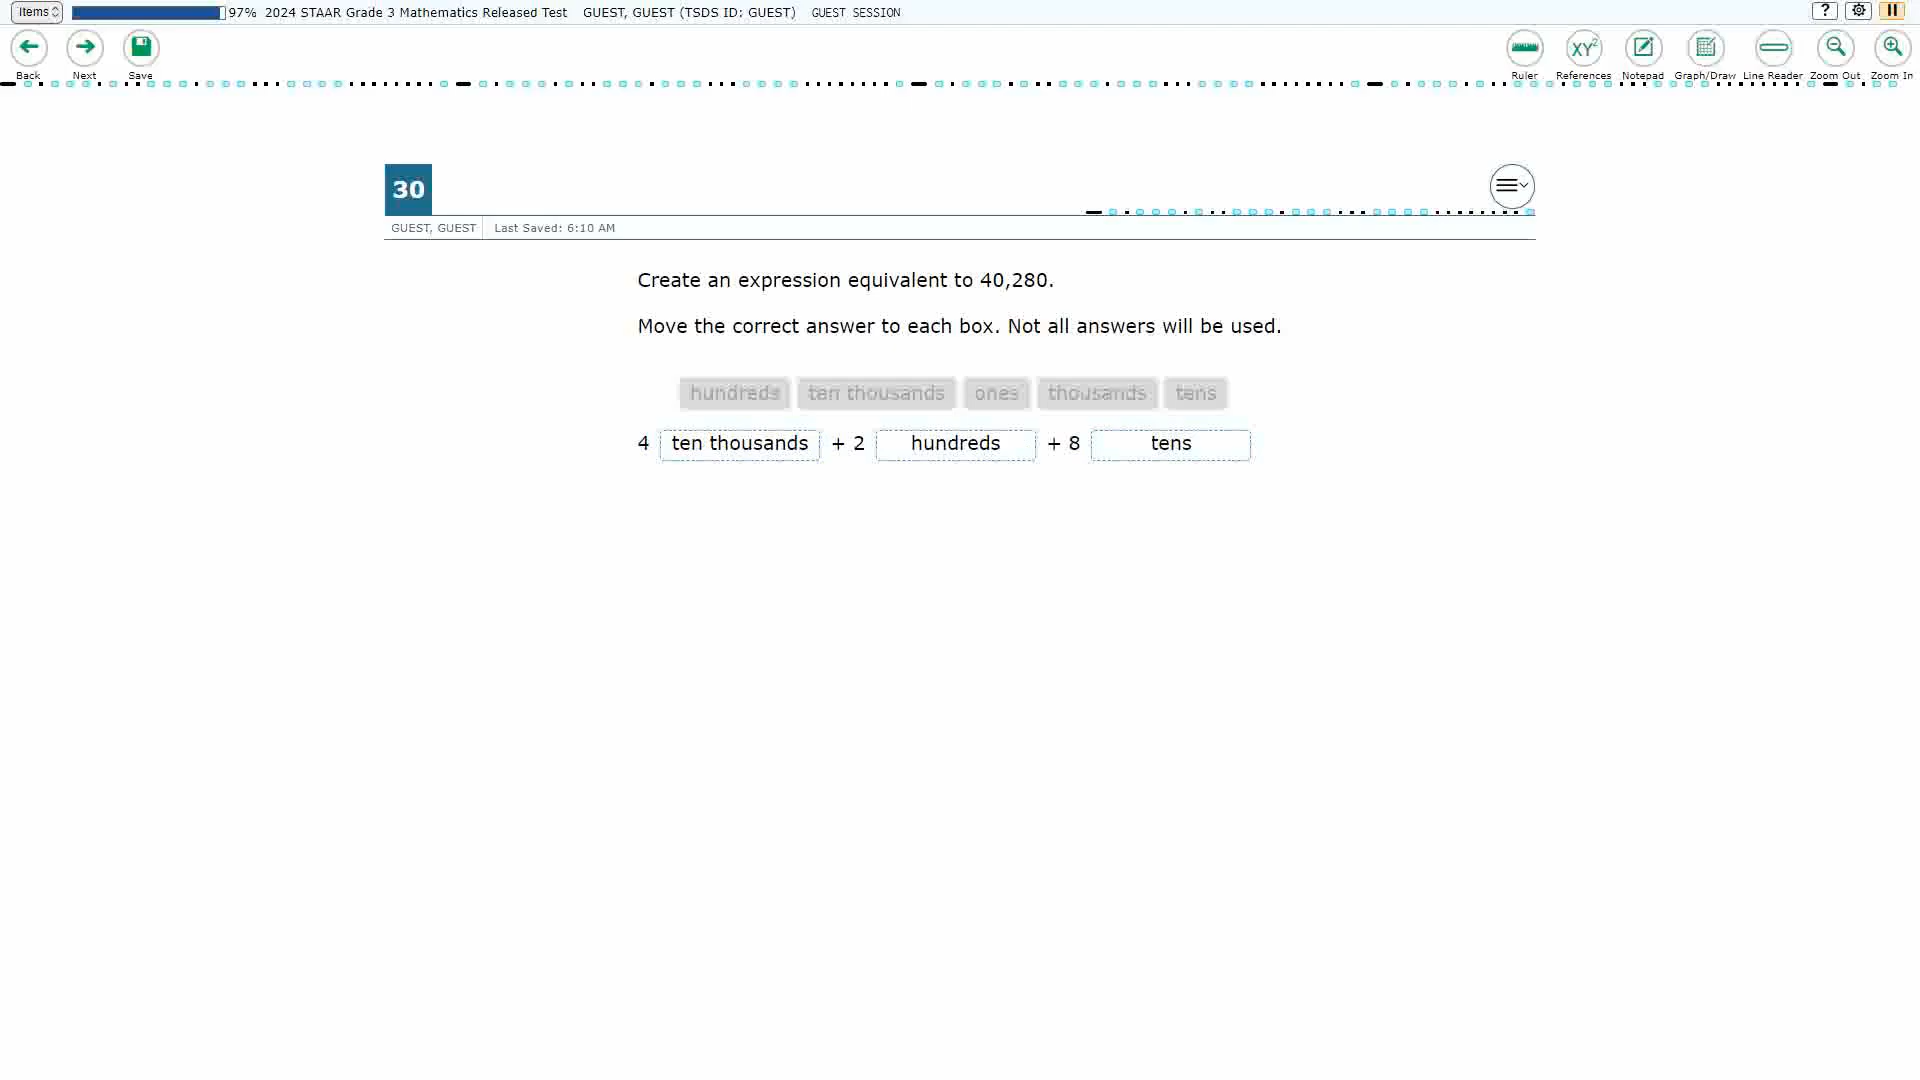 Items 97% 2024 STAAR Grade 3 Mathematics Released Test GUEST, GUEST (TSDS ID: GUEST) GUEST SESSION ?
Back Next Save Ruler XY² References Notepad Graph/Draw Line Reader Zoom Out Zoom In
30
GUEST, GUEST Last Saved: 6:10 AM
Create an expression equivalent to 40,280.
Move the correct answer to each box. Not all answers will be used.
hundreds ten thousands ones thousands tens
4 ten thousands + 2 hundreds + 8 tens